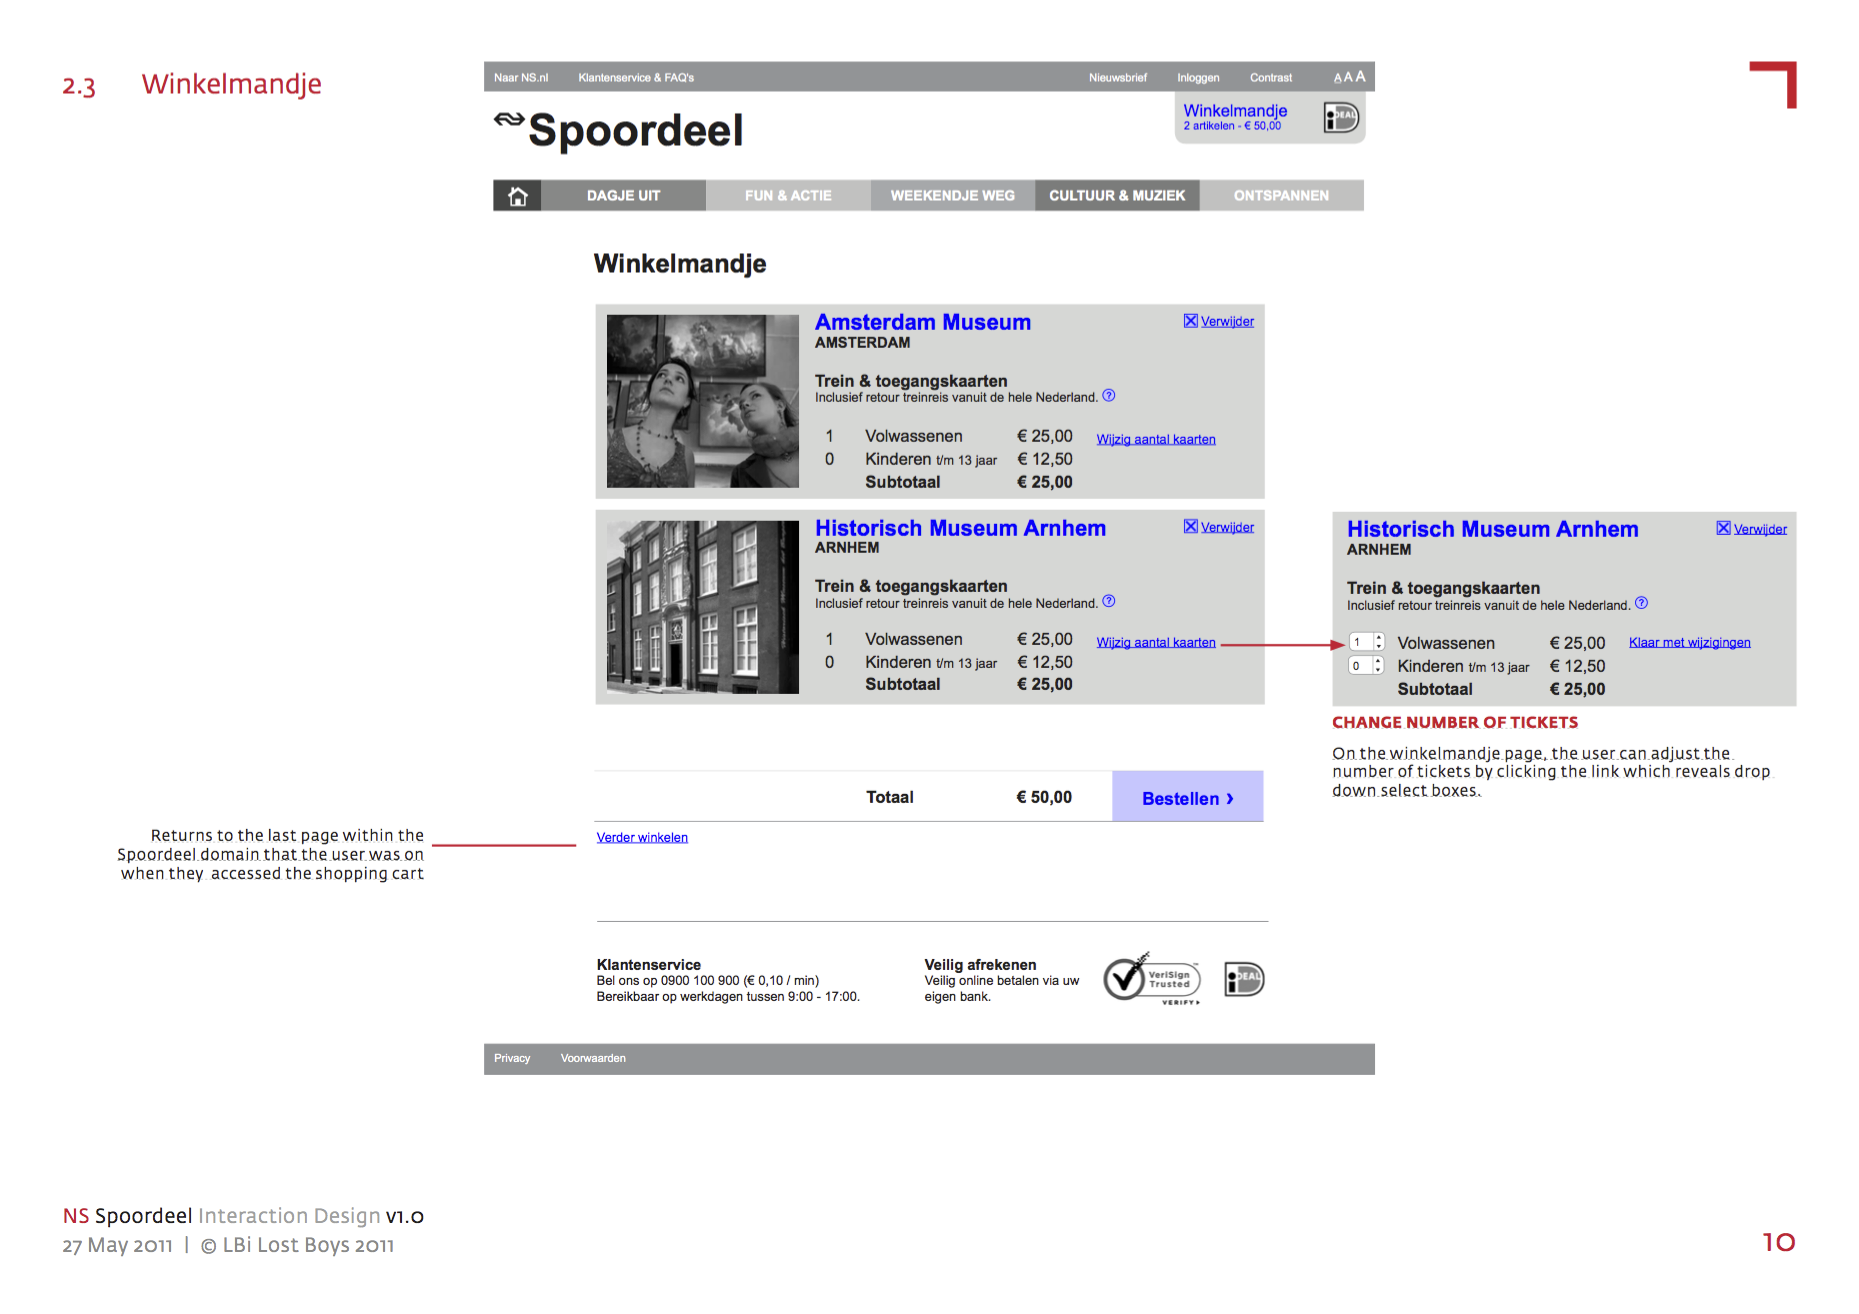 2.3 Winkelmandje
Naar NS.nl Klantenservice & FAQ's Nieuwsbrief Inloggen Contrast A A A
Spoordeel
Winkelmandje
2 artikelen - € 50,00
iDEAL
DAGJE UIT FUN & ACTIE WEEKENDJE WEG CULTUUR & MUZIEK ONTSPANNEN
Winkelmandje
Amsterdam Museum Verwijder
AMSTERDAM
Trein & toegangskaarten
Inclusief retour treinreis vanuit de hele Nederland. ?
1 Volwassenen € 25,00 Wijzig aantal kaarten
0 Kinderen t/m 13 jaar € 12,50
Subtotaal € 25,00
Historisch Museum Arnhem Verwijder
ARNHEM
Trein & toegangskaarten
Inclusief retour treinreis vanuit de hele Nederland. ?
1 Volwassenen € 25,00 Wijzig aantal kaarten
0 Kinderen t/m 13 jaar € 12,50
Subtotaal € 25,00
Historisch Museum Arnhem Verwijder
ARNHEM
Trein & toegangskaarten
Inclusief retour treinreis vanuit de hele Nederland. ?
1 Volwassenen € 25,00 Klaar met wijzigingen
0 Kinderen t/m 13 jaar € 12,50
Subtotaal € 25,00
CHANGE NUMBER OF TICKETS
On the winkelmandje page, the user can adjust the
number of tickets by clicking the link which reveals drop
down select boxes.
Totaal € 50,00 Bestellen ›
Verder winkelen
Returns to the last page within the
Spoordeel domain that the user was on
when they accessed the shopping cart
Klantenservice
Bel ons op 0900 100 900 (€ 0,10 / min)
Bereikbaar op werkdagen tussen 9:00 - 17:00.
Veilig afrekenen
Veilig online betalen via uw
eigen bank.
VeriSign
Trusted
VERIFY
iDEAL
Privacy Voorwaarden
NS Spoordeel Interaction Design v1.0
27 May 2011 | © LBi Lost Boys 2011
10